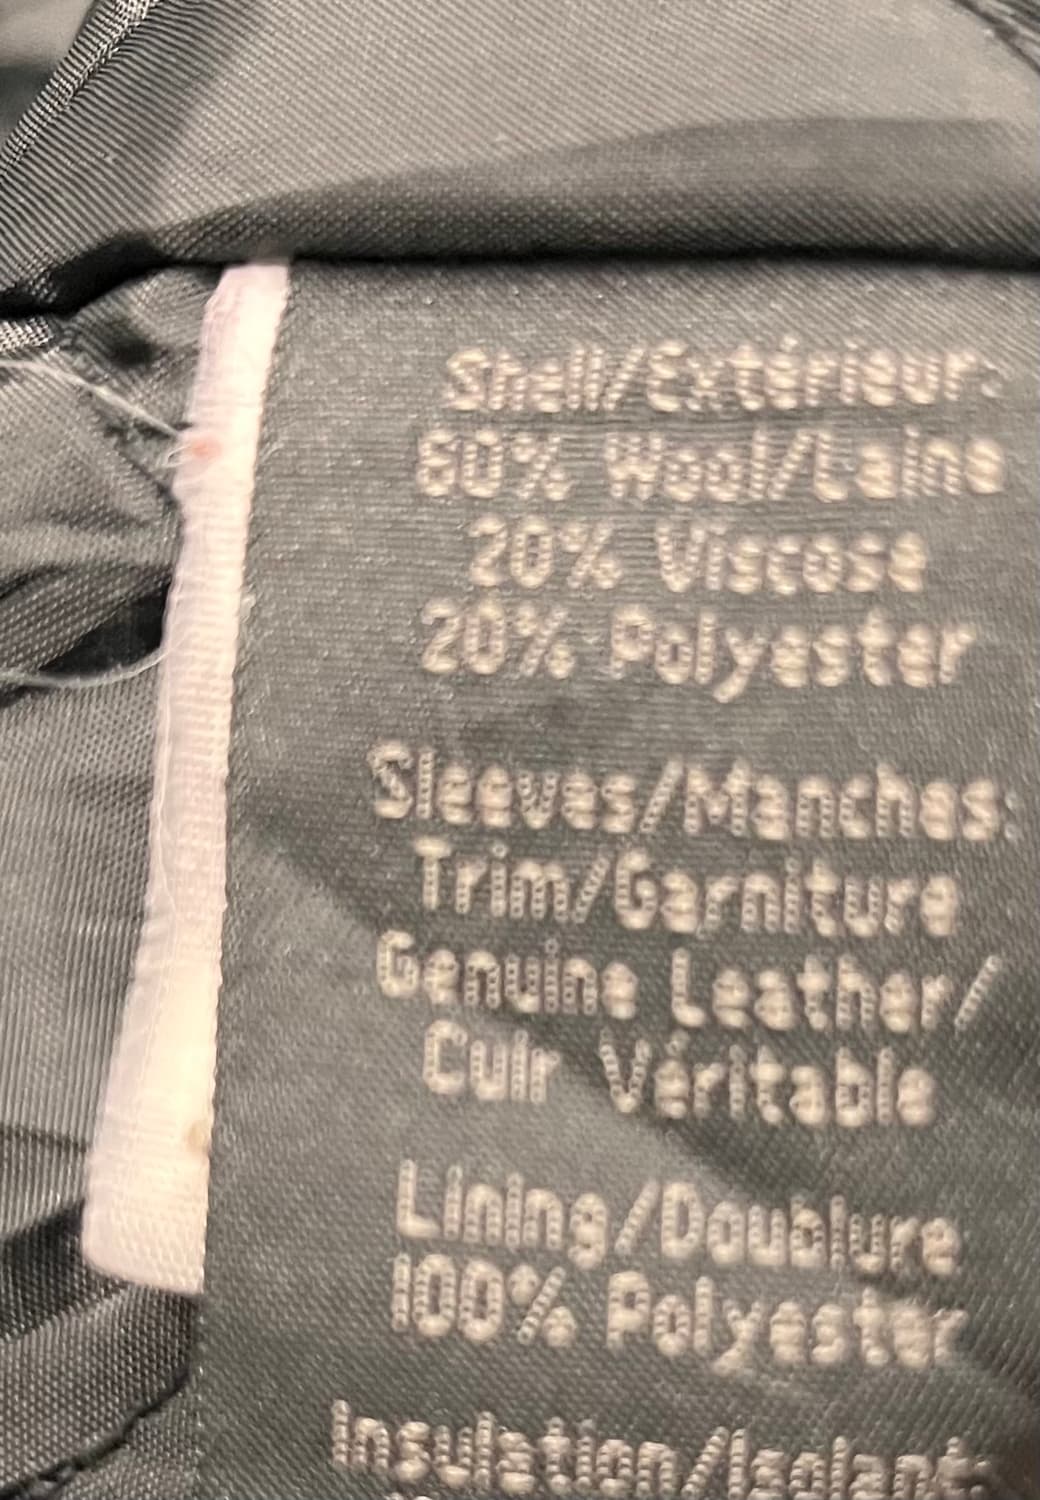 Shell/Extérieur:
60% Wool/Laine
20% Viscose
20% Polyester
Sleeves/Manches:
Trim/Garniture
Genuine Leather/
Cuir Véritable
Lining/Doublure
100% Polyester
Insulation/Isolant: